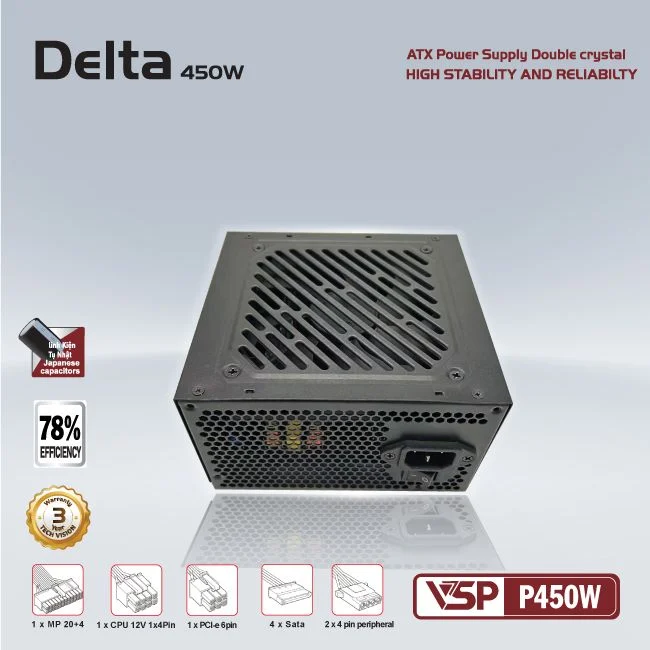 Delta 450W
ATX Power Supply Double crystal
HIGH STABILITY AND RELIABILTY
Linh Kiện
Tụ Nhật
Japanese
capacitors
78%
EFFICIENCY
Warranty
3
Year
TECH VISION
1 x MP 20+4
1 x CPU 12V 1x4Pin
1 x PCI-e 6pin
4 x Sata
2 x 4 pin peripheral
VSP P450W